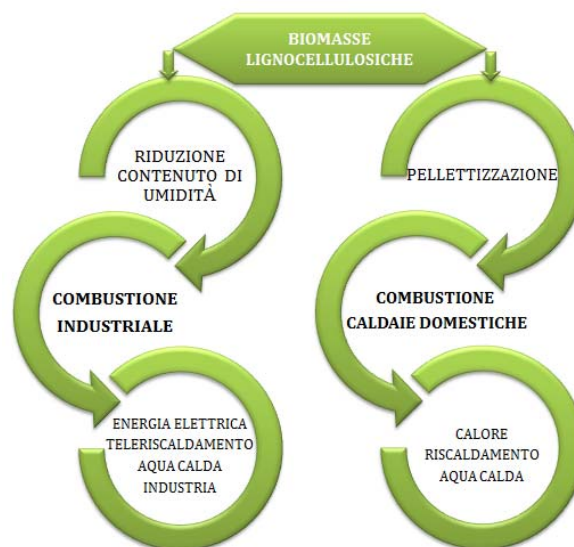 BIOMASSE
LIGNOCELLULOSICHE
RIDUZIONE
CONTENUTO DI
UMIDITÀ
COMBUSTIONE
INDUSTRIALE
ENERGIA ELETTRICA
TELERISCALDAMENTO
AQUA CALDA
INDUSTRIA
PELLETTIZZAZIONE
COMBUSTIONE
CALDAIE DOMESTICHE
CALORE
RISCALDAMENTO
AQUA CALDA